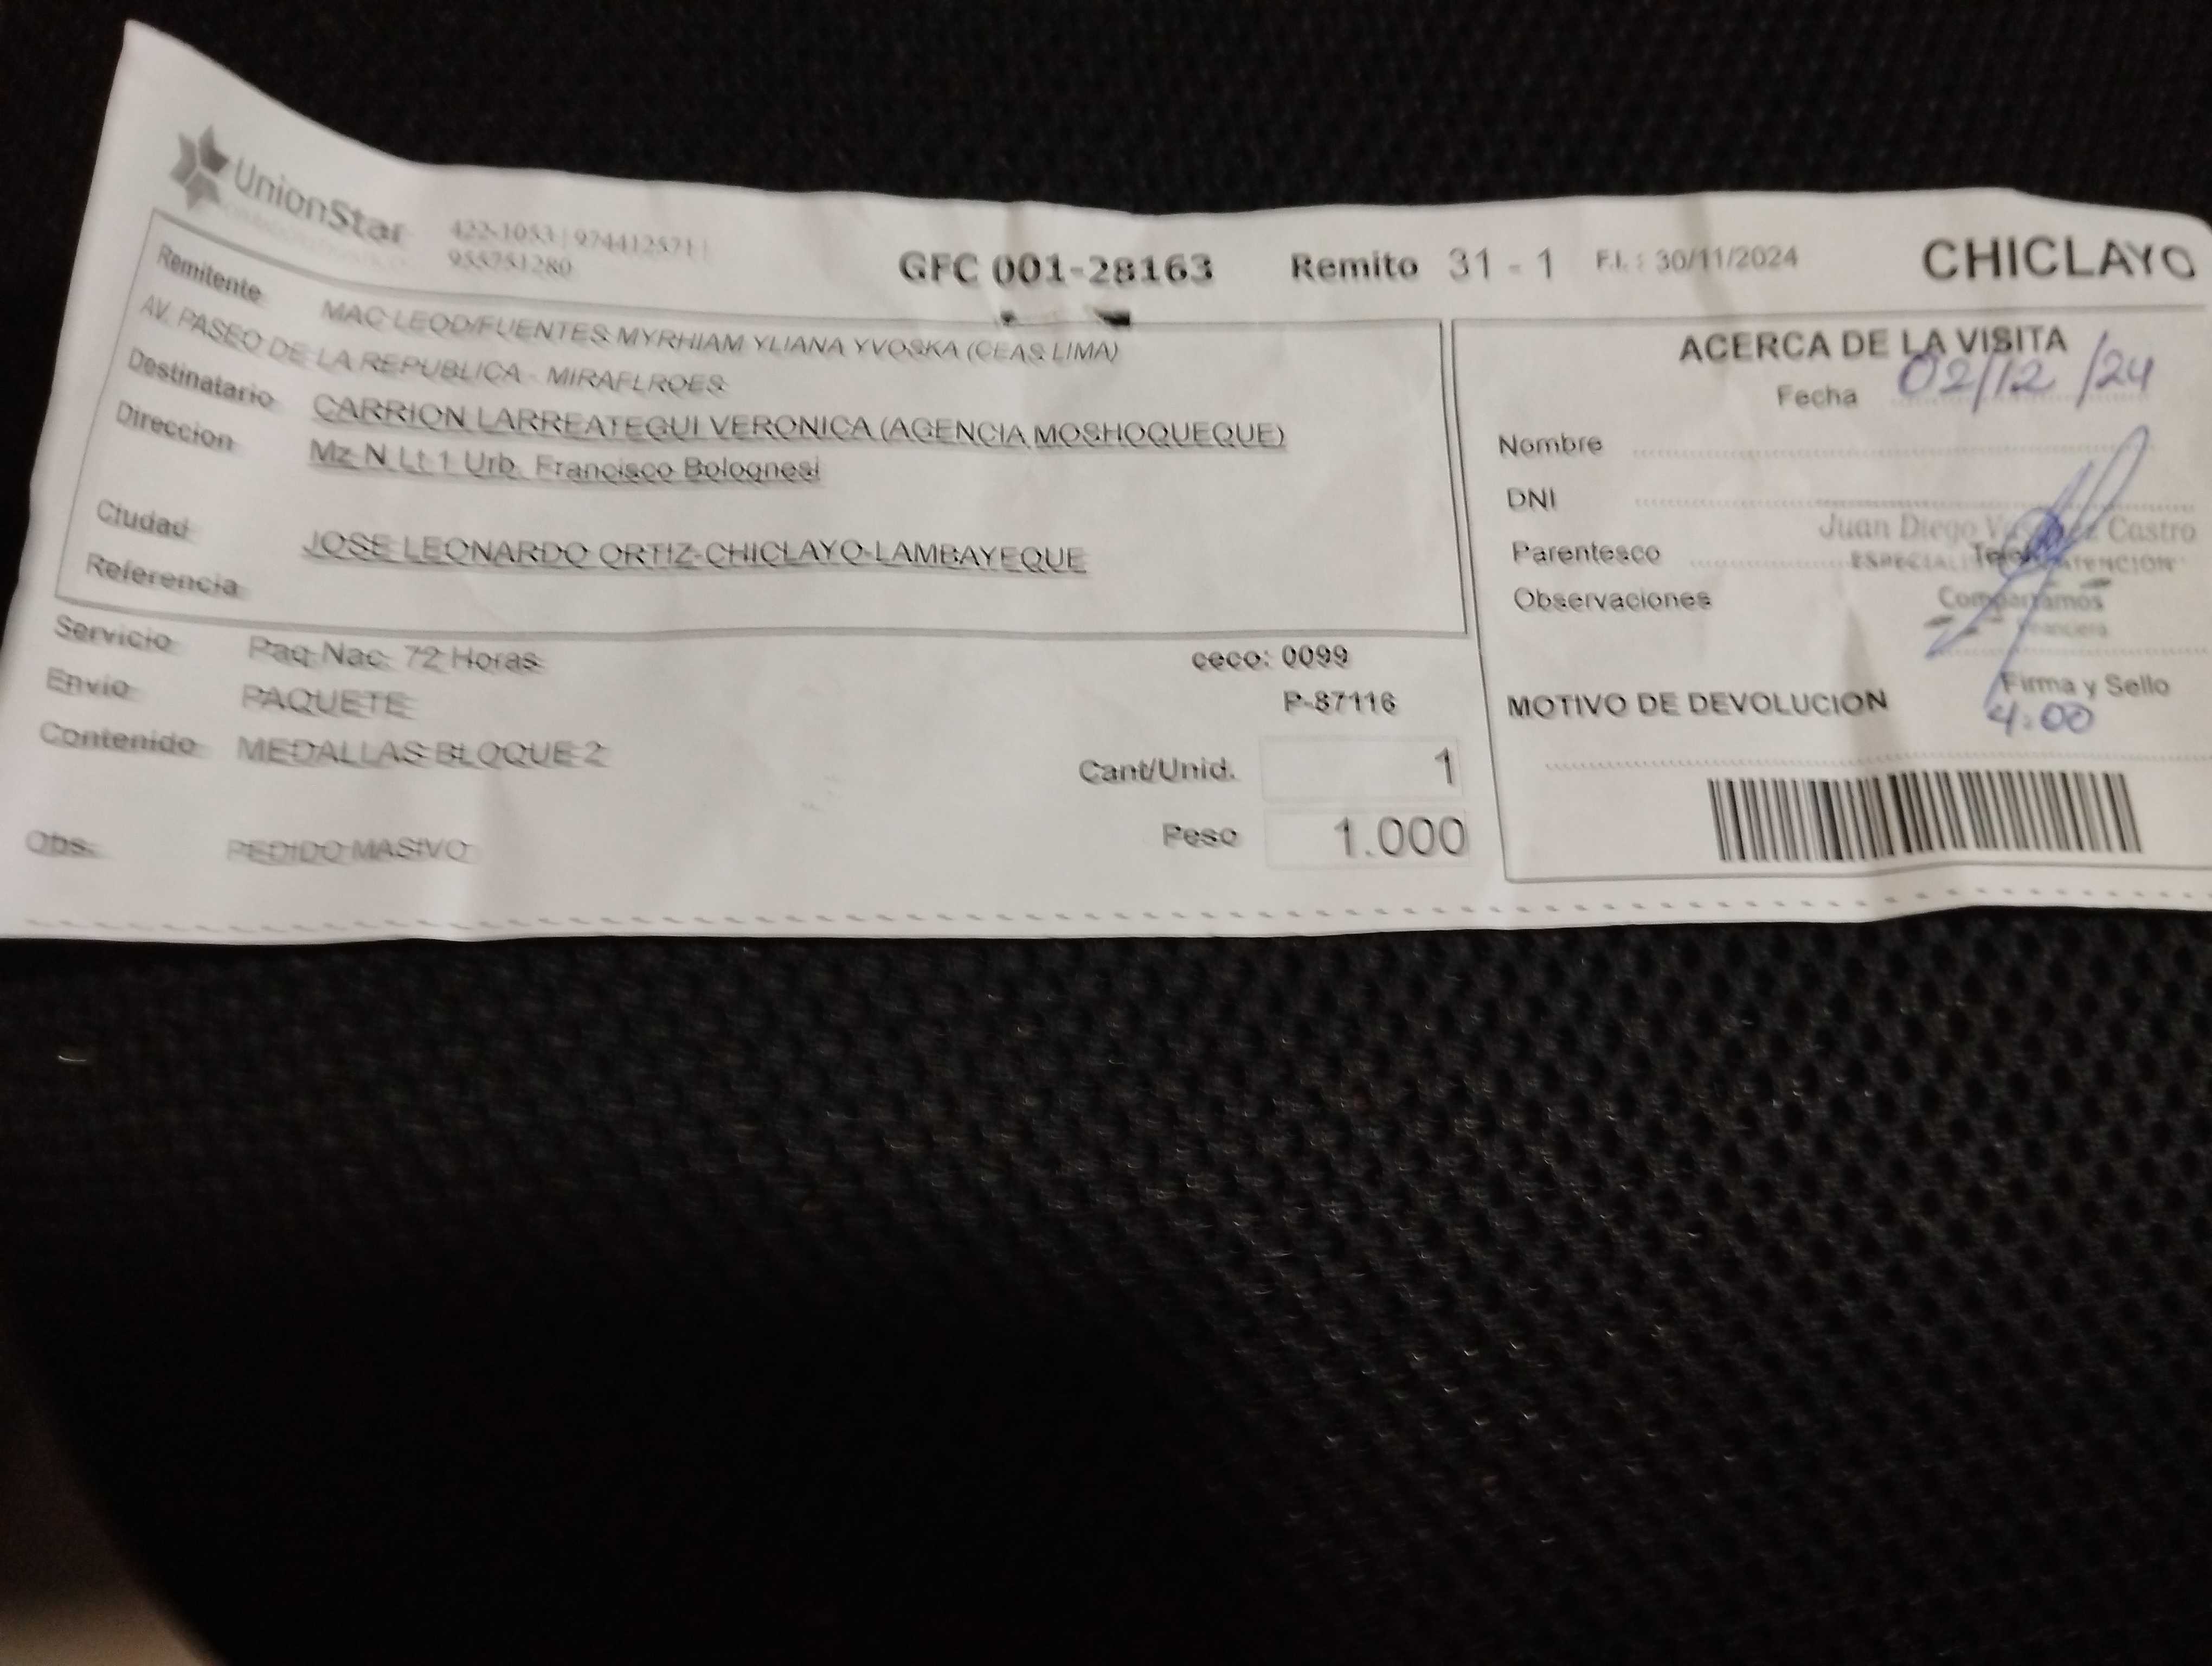 UnionStar
422-1053 | 974412571 |
955751280
GFC 001-28163 Remito 31 - 1 F.I. : 30/11/2024 CHICLAYO
Remitente MAC LEOD/FUENTES MYRHIAM YLIANA YVOSKA (CEAS LIMA)
AV. PASEO DE LA REPUBLICA - MIRAFLROES
Destinatario CARRION LARREATEGUI VERONICA (AGENCIA MOSHOQUEQUE)
Direccion Mz N Lt 1 Urb. Francisco Bolognesi
Ciudad JOSE LEONARDO ORTIZ-CHICLAYO-LAMBAYEQUE
Referencia
Servicio Paq Nac. 72 Horas ceco: 0099
Envio PAQUETE P-87116
Contenido MEDALLAS BLOQUE 2
Cant/Unid. 1
Peso 1.000
Obs. PEDIDO MASIVO
ACERCA DE LA VISITA
Fecha 02/12/24
Nombre
DNI
Juan Diego Castro
Parentesco
Observaciones
Compartamos
financiera
Firma y Sello
MOTIVO DE DEVOLUCION 4:00